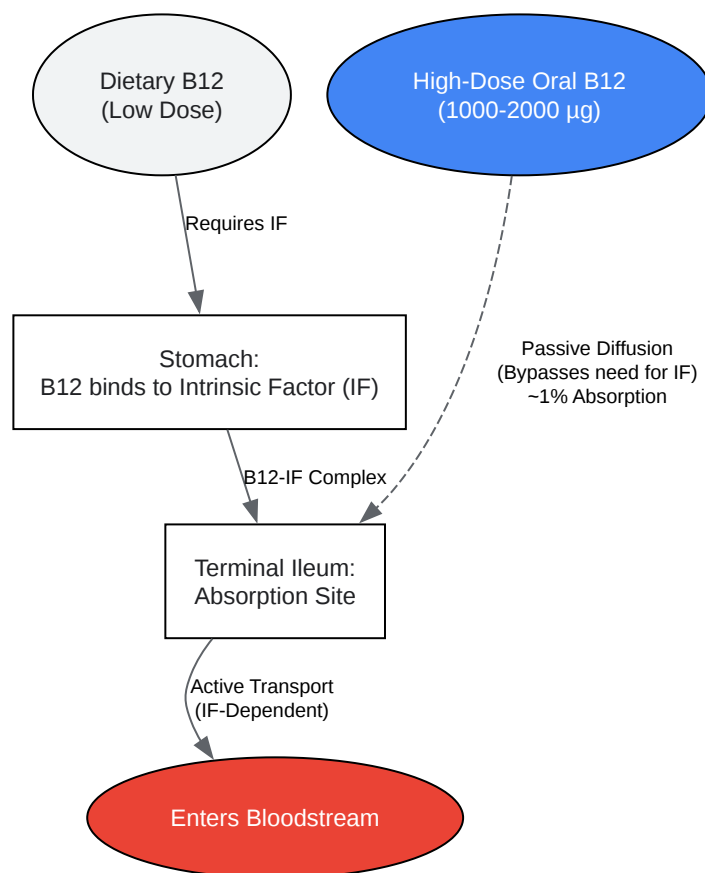 Dietary B12
(Low Dose)
High-Dose Oral B12
(1000-2000 µg)
Requires IF
Stomach:
B12 binds to Intrinsic Factor (IF)
Passive Diffusion
(Bypasses need for IF)
~1% Absorption
B12-IF Complex
Terminal Ileum:
Absorption Site
Active Transport
(IF-Dependent)
Enters Bloodstream